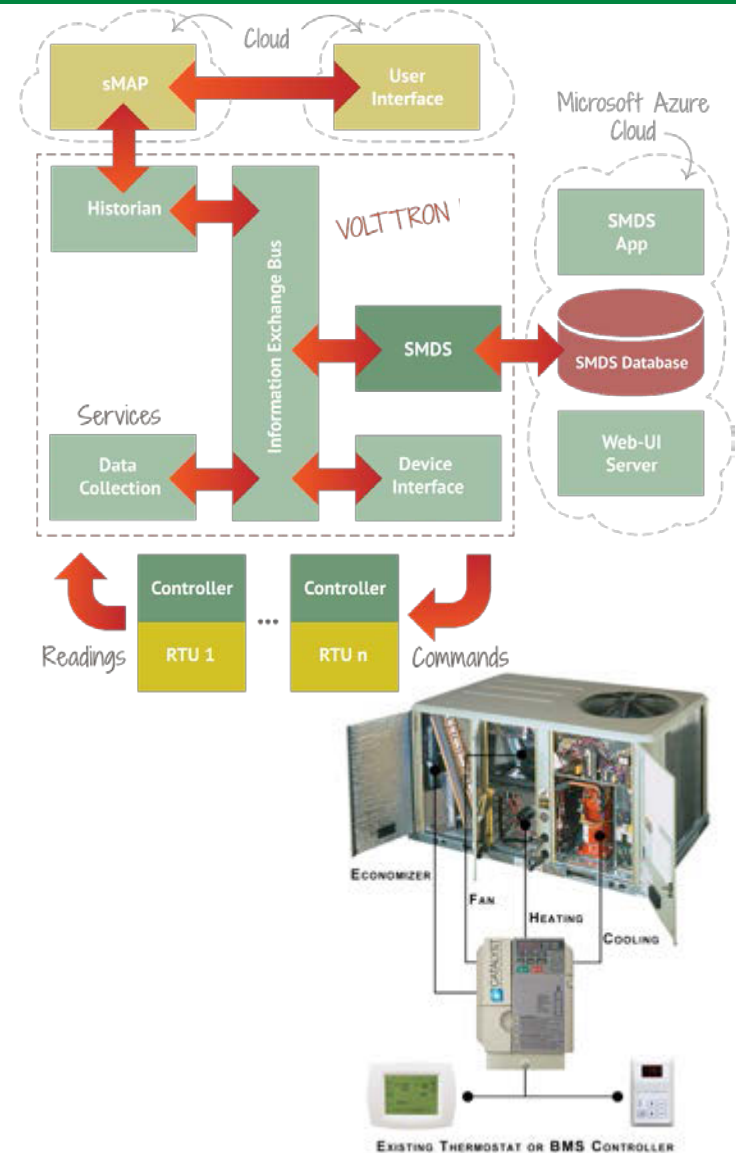 Cloud
sMAP
User
Interface
Microsoft Azure
Cloud
Historian
VOLTTRON
Information Exchange Bus
SMDS
App
SMDS
SMDS Database
Services
Data
Collection
Device
Interface
Web-UI
Server
Controller
Controller
...
Readings
RTU 1
RTU n
Commands
ECONOMIZER
FAN
HEATING
COOLING
CATALYST
EXISTING THERMOSTAT OR BMS CONTROLLER